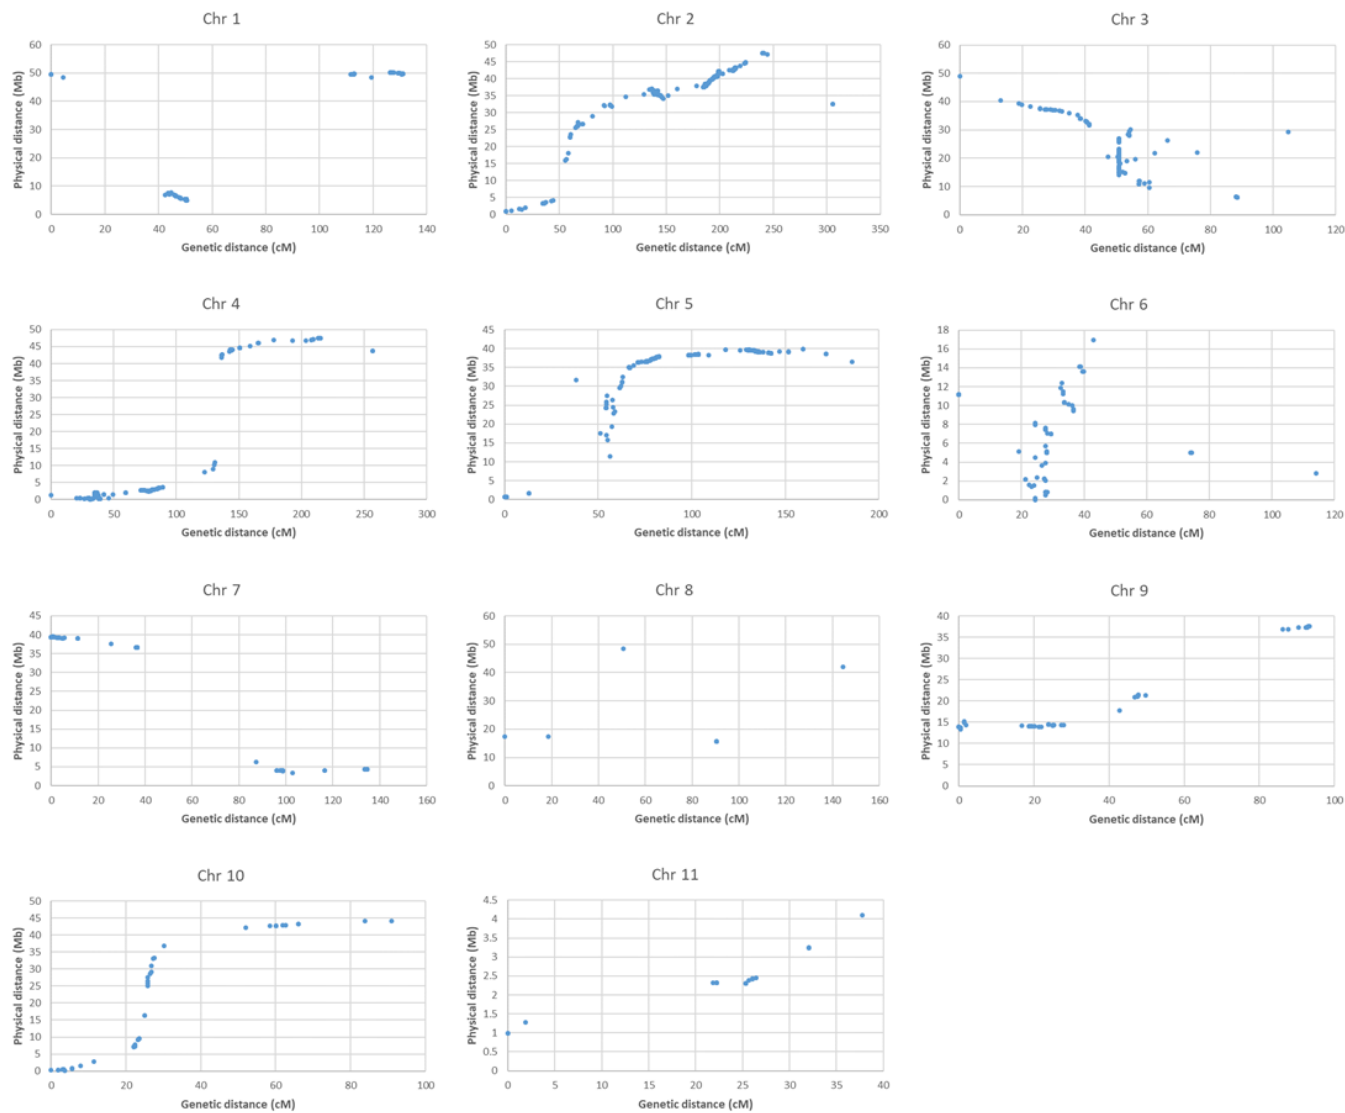 Chr 1
Physical distance (Mb)
60
50
40
30
20
10
0
0 20 40 60 80 100 120 140
Genetic distance (cM)
Chr 2
Physical distance (Mb)
50
45
40
35
30
25
20
15
10
5
0
0 50 100 150 200 250 300 350
Genetic distance (cM)
Chr 3
Physical distance (Mb)
60
50
40
30
20
10
0
0 20 40 60 80 100 120
Genetic distance (cM)
Chr 4
Physical distance (Mb)
50
45
40
35
30
25
20
15
10
5
0
0 50 100 150 200 250 300
Genetic distance (cM)
Chr 5
Physical distance (Mb)
45
40
35
30
25
20
15
10
5
0
0 50 100 150 200
Genetic distance (cM)
Chr 6
Physical distance (Mb)
18
16
14
12
10
8
6
4
2
0
0 20 40 60 80 100 120
Genetic distance (cM)
Chr 7
Physical distance (Mb)
45
40
35
30
25
20
15
10
5
0
0 20 40 60 80 100 120 140 160
Genetic distance (cM)
Chr 8
Physical distance (Mb)
60
50
40
30
20
10
0
0 20 40 60 80 100 120 140 160
Genetic distance (cM)
Chr 9
Physical distance (Mb)
40
35
30
25
20
15
10
5
0
0 20 40 60 80 100
Genetic distance (cM)
Chr 10
Physical distance (Mb)
50
45
40
35
30
25
20
15
10
5
0
0 20 40 60 80 100
Genetic distance (cM)
Chr 11
Physical distance (Mb)
4.5
4
3.5
3
2.5
2
1.5
1
0.5
0
0 5 10 15 20 25 30 35 40
Genetic distance (cM)